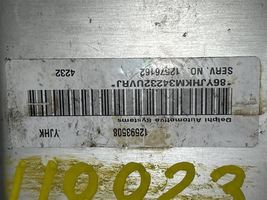 YJHK 12593508
Delphi Automotive Systems
*86YJHKM34232UVRJ*
4232 SERV. NO. 12576162
110023